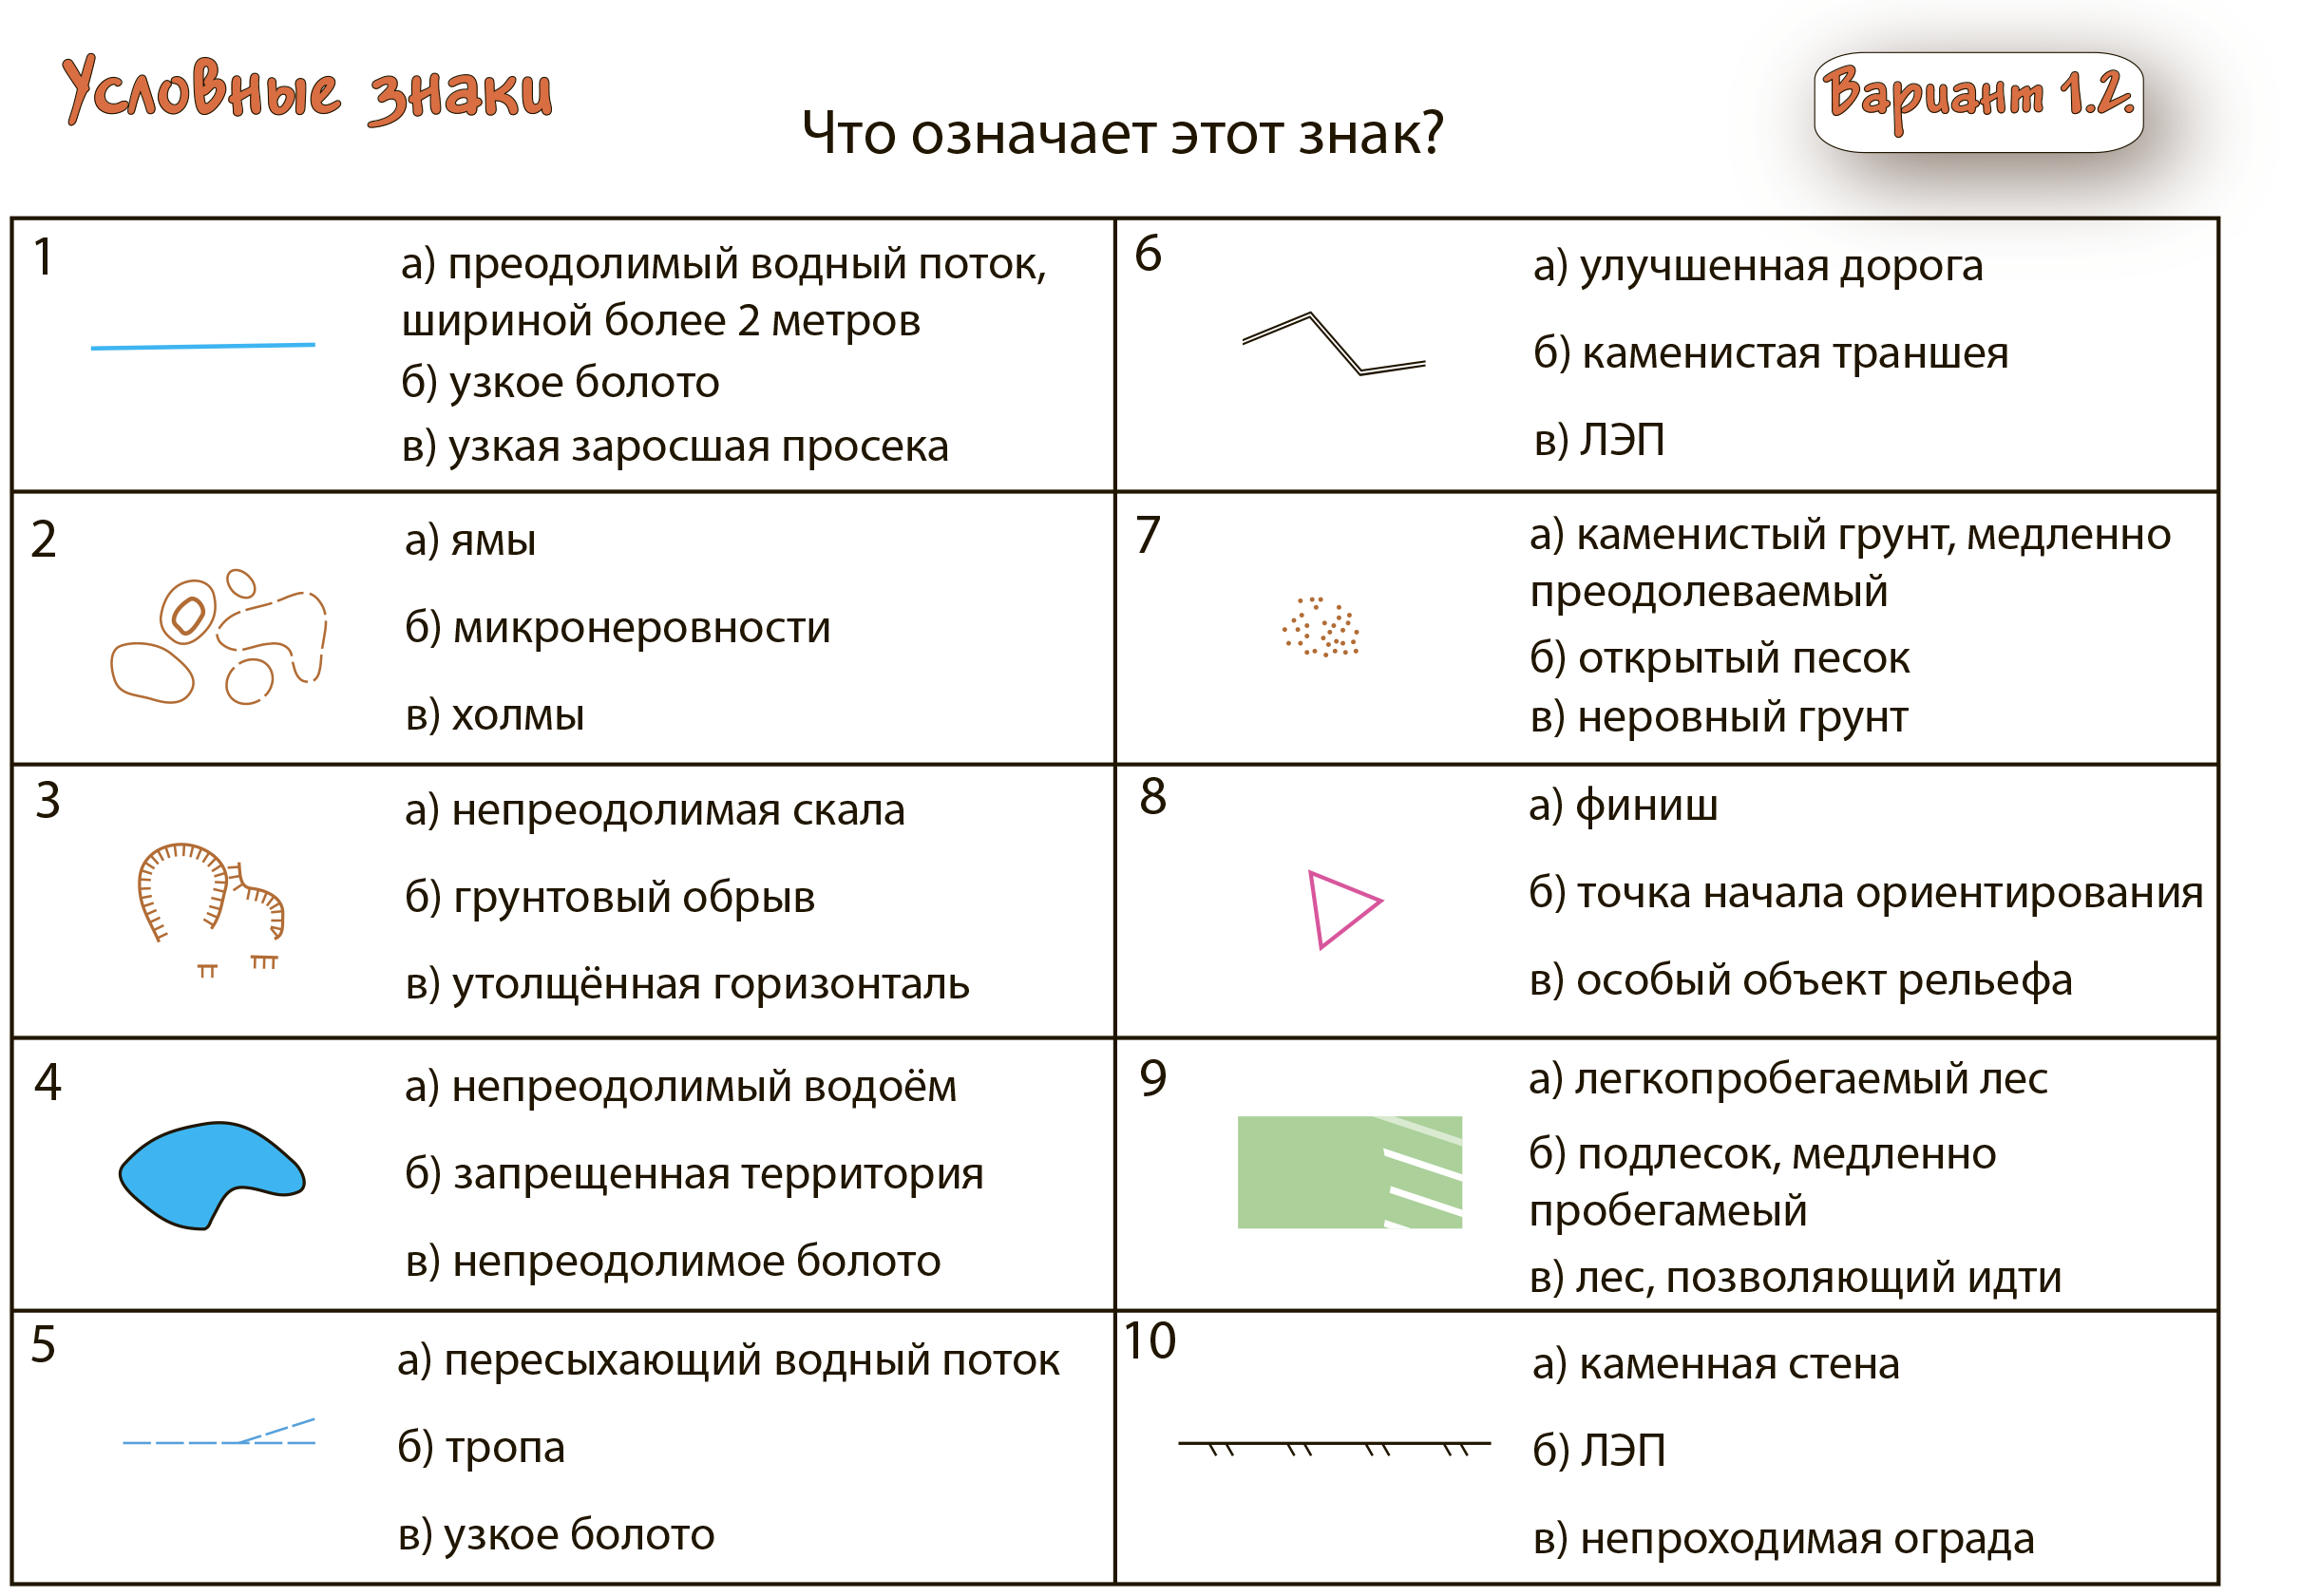 Условные знаки
Вариант 1.2.
Что означает этот знак?
1
а) преодолимый водный поток,
шириной более 2 метров
б) узкое болото
в) узкая заросшая просека
2
а) ямы
б) микронеровности
в) холмы
3
а) непреодолимая скала
б) грунтовый обрыв
в) утолщённая горизонталь
4
а) непреодолимый водоём
б) запрещенная территория
в) непреодолимое болото
5
а) пересыхающий водный поток
б) тропа
в) узкое болото
6
а) улучшенная дорога
б) каменистая траншея
в) ЛЭП
7
а) каменистый грунт, медленно
преодолеваемый
б) открытый песок
в) неровный грунт
8
а) финиш
б) точка начала ориентирования
в) особый объект рельефа
9
а) легкопробегаемый лес
б) подлесок, медленно
пробегамеый
в) лес, позволяющий идти
10
а) каменная стена
б) ЛЭП
в) непроходимая ограда